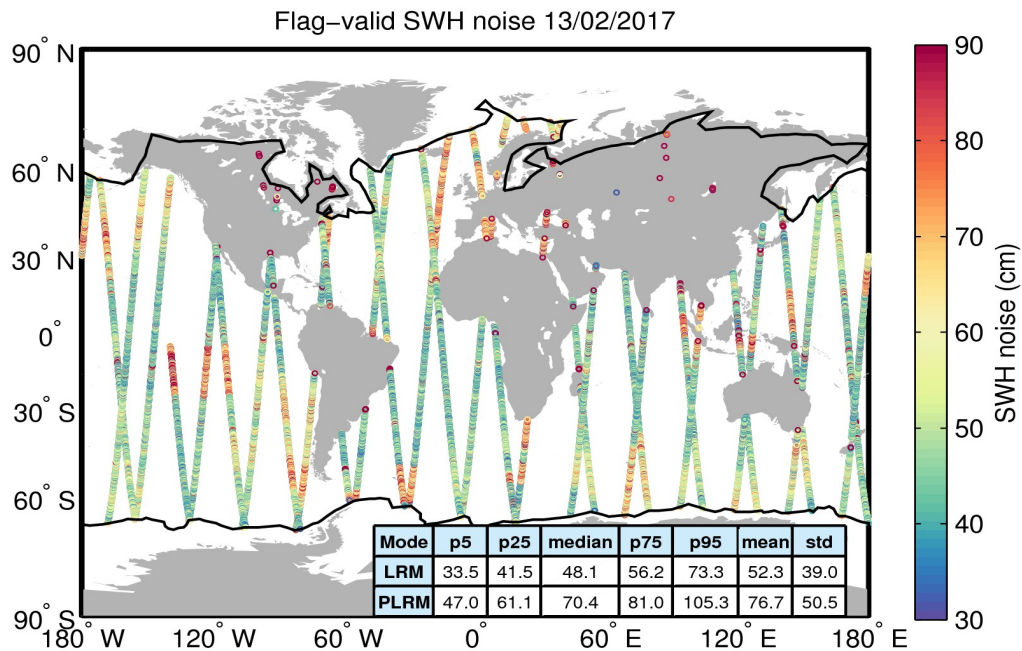 Flag−valid SWH noise 13/02/2017
90° N
60° N
30° N
0°
30° S
60° S
90° S
180° W
120° W
60° W
0°
60° E
120° E
180° E
Mode p5 p25 median p75 p95 mean std
LRM 33.5 41.5 48.1 56.2 73.3 52.3 39.0
PLRM 47.0 61.1 70.4 81.0 105.3 76.7 50.5
90
80
70
60
50
40
30
SWH noise (cm)